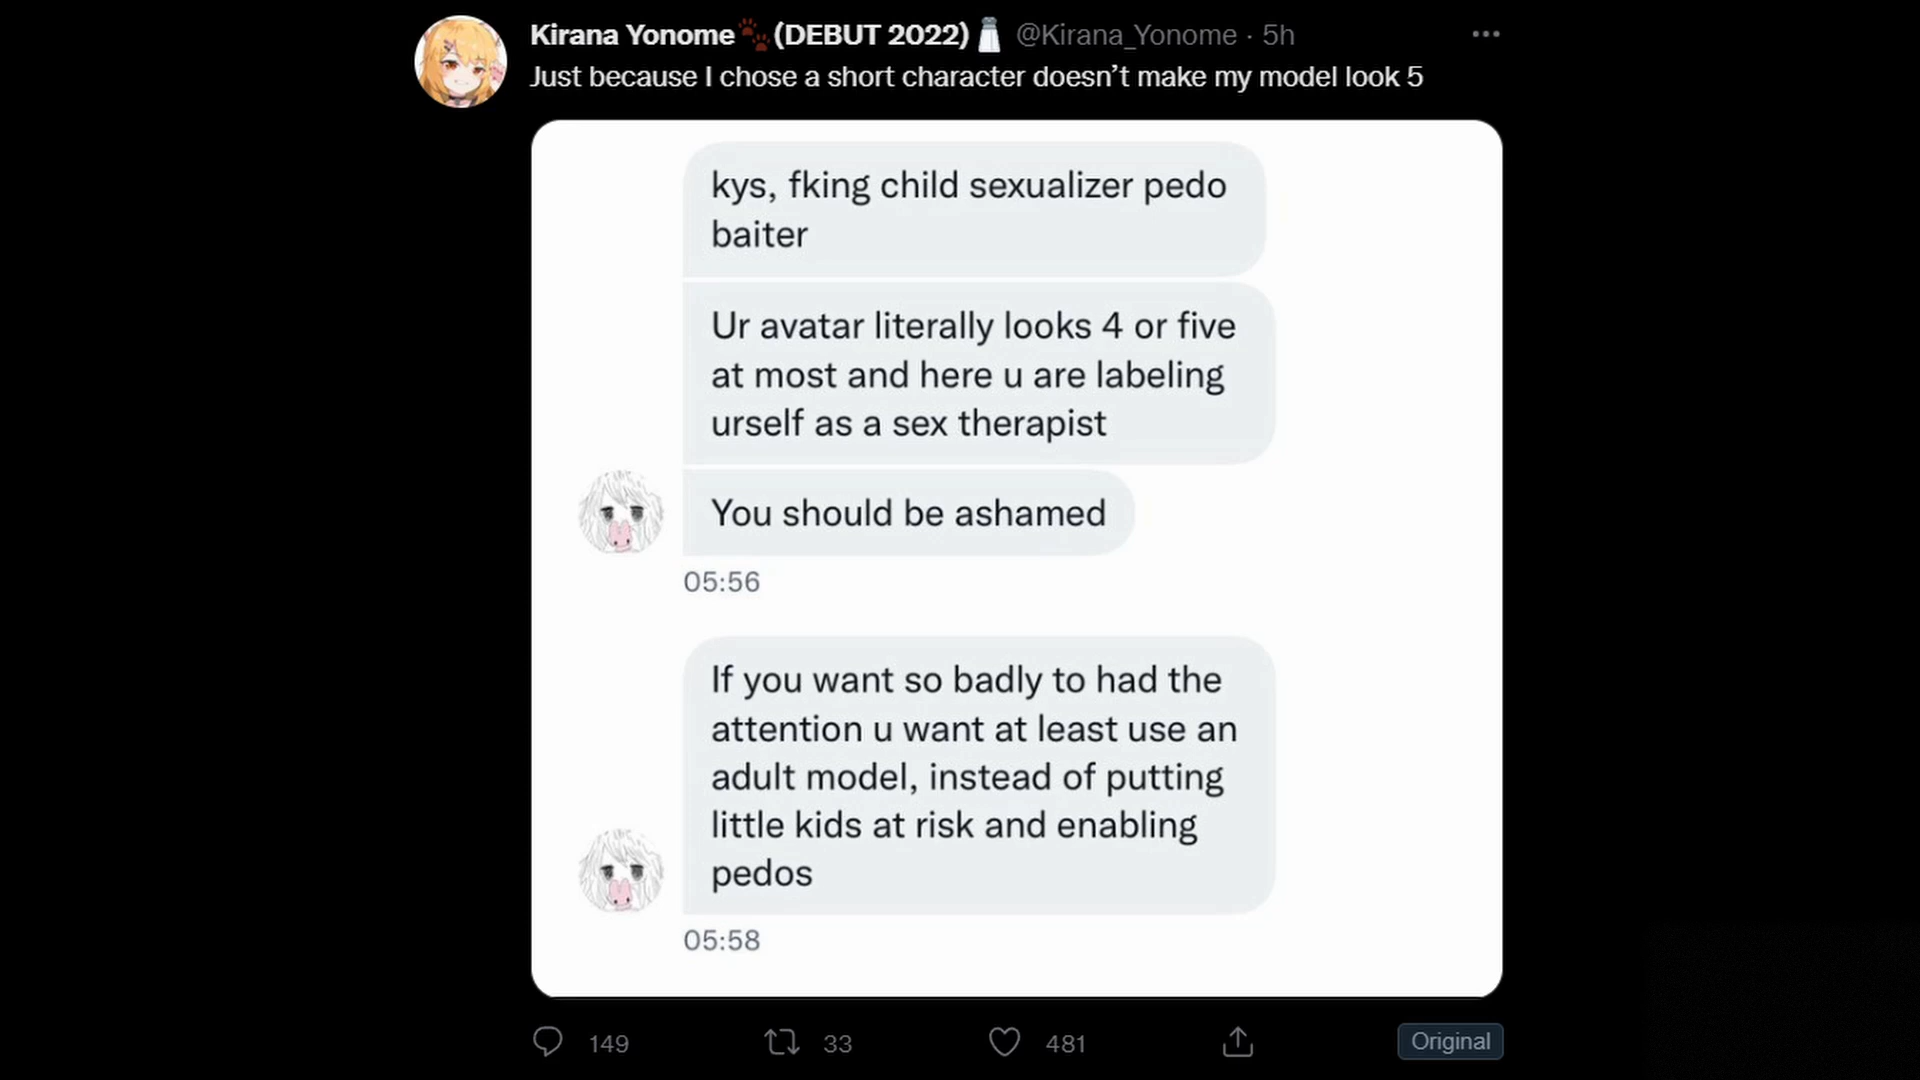 Kirana Yonome🐾(DEBUT 2022)🧂 @Kirana_Yonome · 5h
Just because I chose a short character doesn’t make my model look 5
kys, fking child sexualizer pedo
baiter
Ur avatar literally looks 4 or five
at most and here u are labeling
urself as a sex therapist
You should be ashamed
05:56
If you want so badly to had the
attention u want at least use an
adult model, instead of putting
little kids at risk and enabling
pedos
05:58
149 33 481 Original